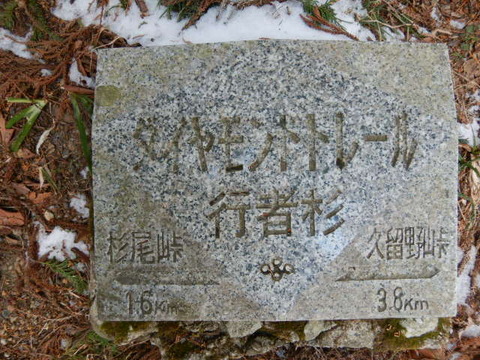 ダイヤモンドトレール
行者杉
杉尾峠 久留野峠
1.6Km 3.8Km